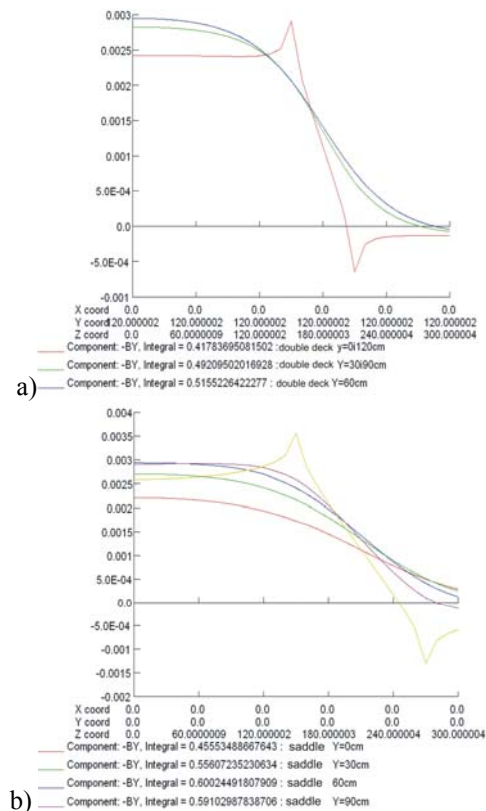 0.003
0.0025
0.002
0.0015
0.001
5.0E-04
0.0
-5.0E-04
-0.001
X coord 0.0 0.0 0.0 0.0 0.0 0.0
Y coord 120.000002 120.000002 120.000002 120.000002 120.000002 120.000002
Z coord 0.0 60.0000009 120.000002 180.000003 240.000004 300.000004
Component: -BY, Integral = 0.41783695081502 : double deck y=0i120cm
Component: -BY, Integral = 0.49209502016928 : double deck Y=30i90cm
a) Component: -BY, Integral = 0.5155226422277 : double deck Y=60cm
0.004
0.0035
0.003
0.0025
0.002
0.0015
0.001
5.0E-04
0.0
-5.0E-04
-0.001
-0.0015
-0.002
X coord 0.0 0.0 0.0 0.0 0.0 0.0
Y coord 0.0 0.0 0.0 0.0 0.0 0.0
Z coord 0.0 60.0000009 120.000002 180.000003 240.000004 300.000004
Component: -BY, Integral = 0.45553488667643 : saddle Y=0cm
Component: -BY, Integral = 0.55607235230634 : saddle Y=30cm
Component: -BY, Integral = 0.60024491807909 : saddle 60cm
b) Component: -BY, Integral = 0.59102987838706 : saddle Y=90cm